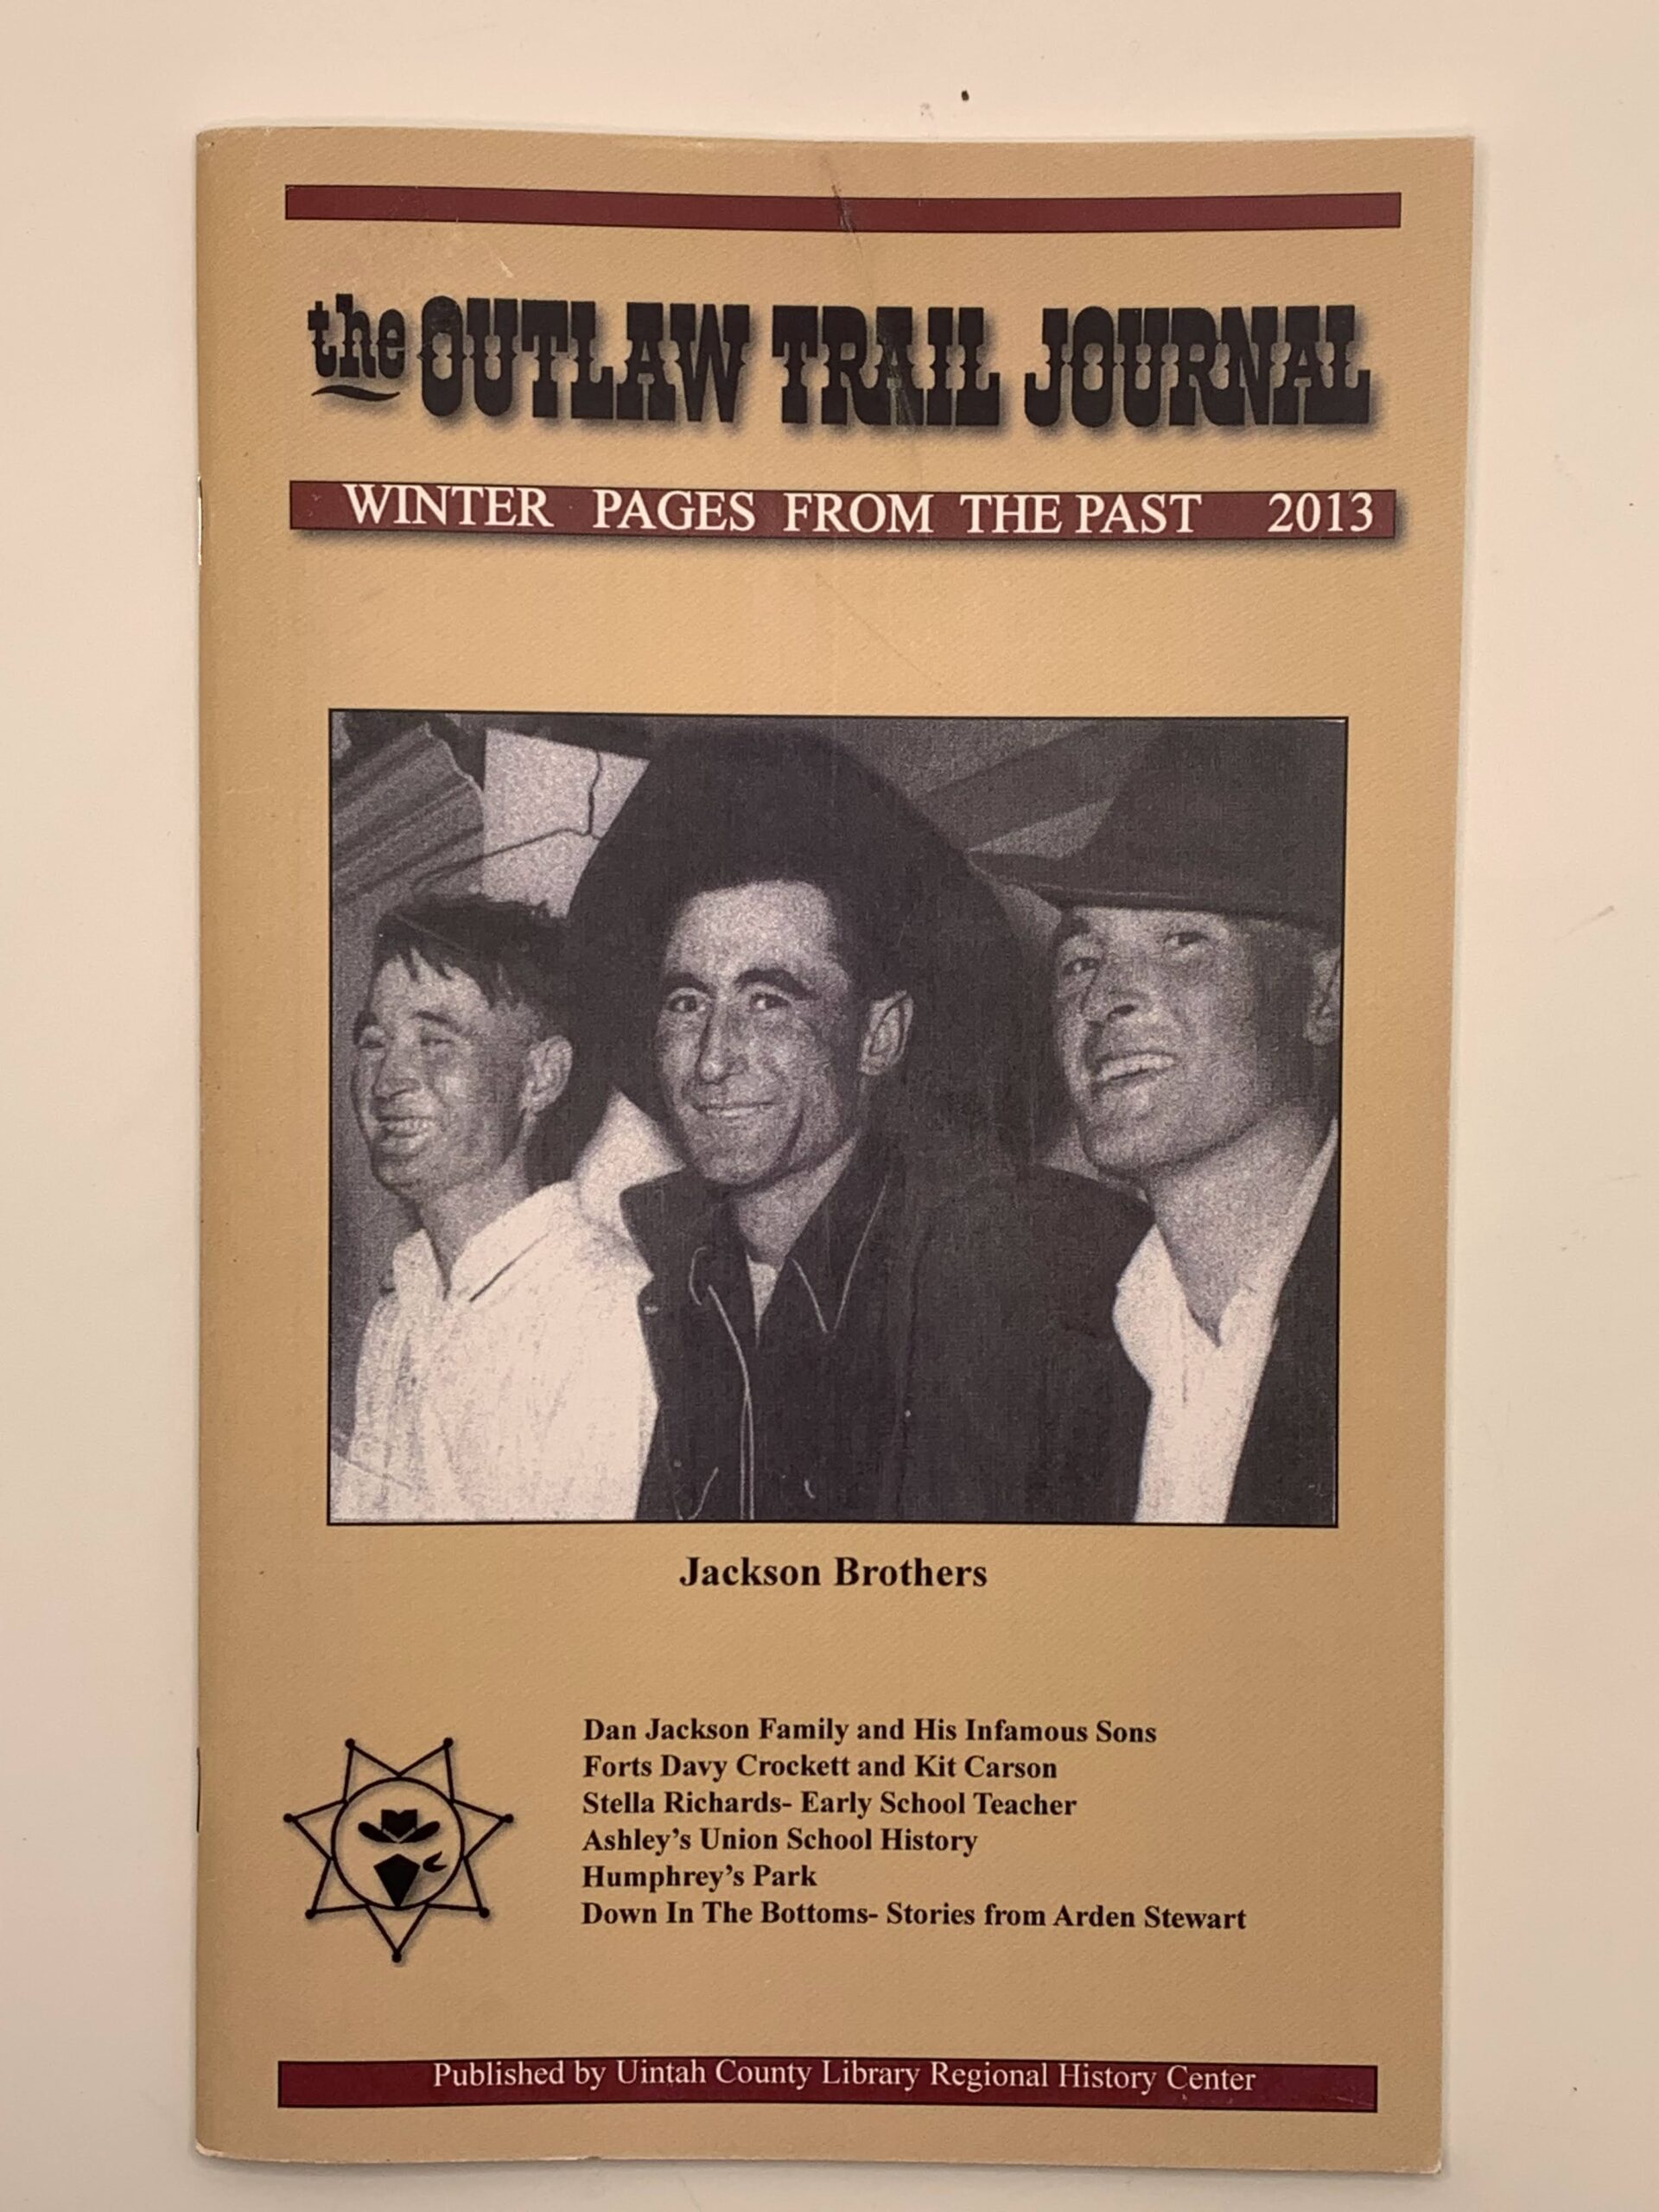 the OUTLAW TRAIL JOURNAL
WINTER PAGES FROM THE PAST 2013
Jackson Brothers
Dan Jackson Family and His Infamous Sons
Forts Davy Crockett and Kit Carson
Stella Richards- Early School Teacher
Ashley’s Union School History
Humphrey’s Park
Down In The Bottoms- Stories from Arden Stewart
Published by Uintah County Library Regional History Center